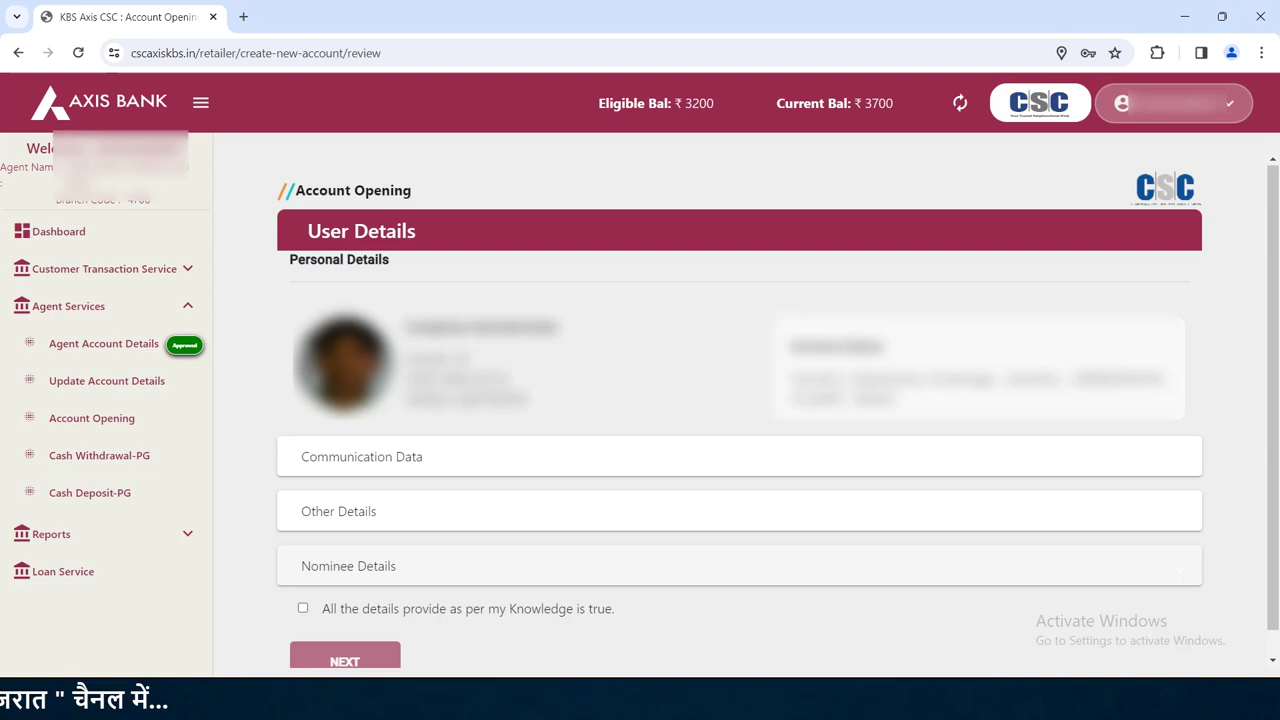 KBS Axis CSC : Account Opening
cscaxiskbs.in/retailer/create-new-account/review
AXIS BANK
Eligible Bal: ₹ 3200
Current Bal: ₹ 3700
CSC
Agent Nam
:
Dashboard
Customer Transaction Service
Agent Services
Agent Account Details
Approved
Update Account Details
Account Opening
Cash Withdrawal-PG
Cash Deposit-PG
Reports
Loan Service
Account Opening
CSC
User Details
Personal Details
Communication Data
Other Details
Nominee Details
All the details provide as per my Knowledge is true.
NEXT
Activate Windows
Go to Settings to activate Windows.
जरात " चैनल में...